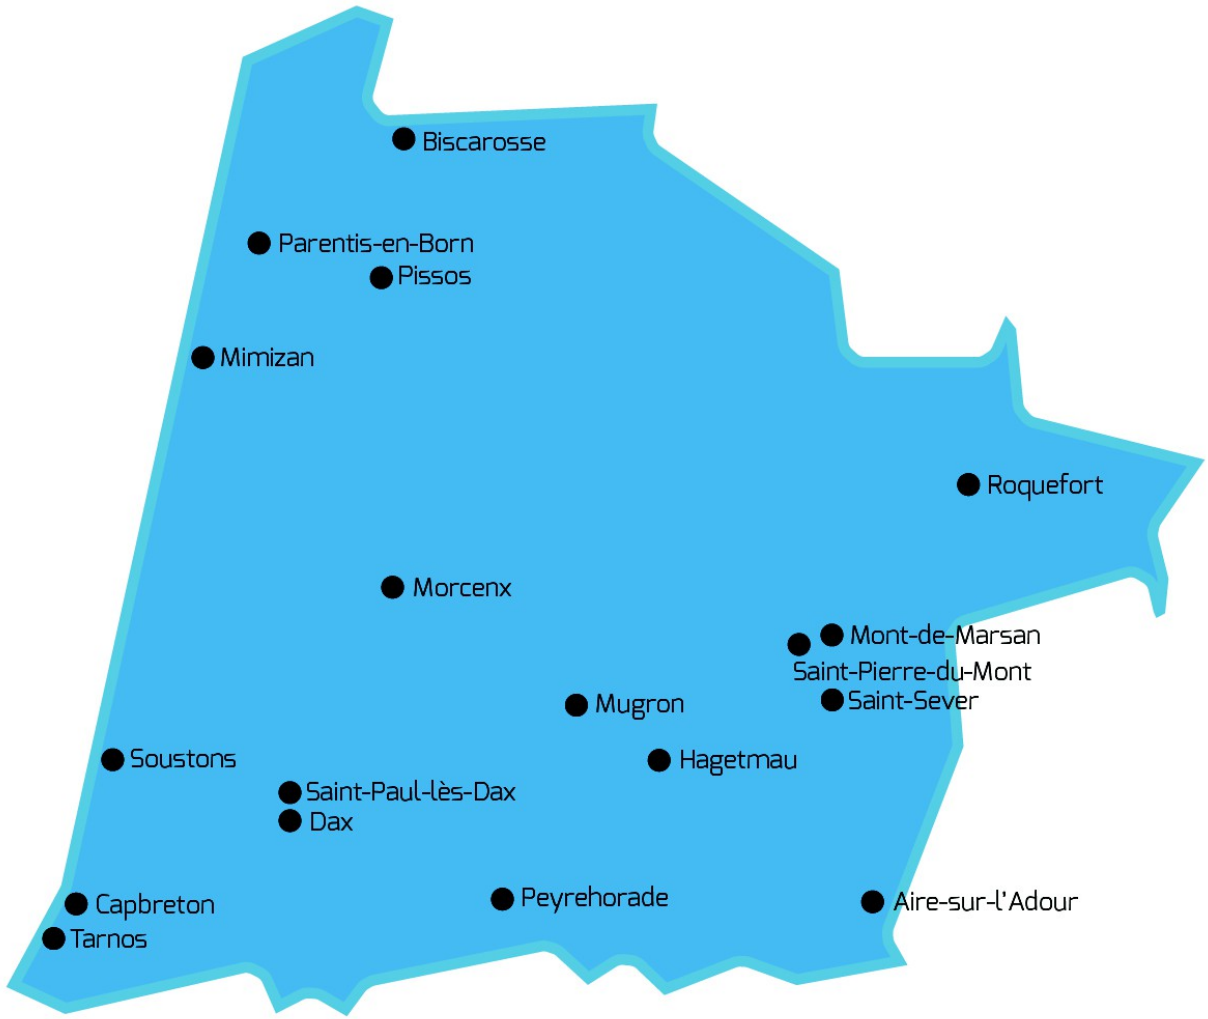 Biscarosse
Parentis-en-Born
Pissos
Mimizan
Roquefort
Morcenx
Mont-de-Marsan
Saint-Pierre-du-Mont
Saint-Sever
Mugron
Soustons
Hagetmau
Saint-Paul-lès-Dax
Dax
Peyrehorade
Aire-sur-l'Adour
Capbreton
Tarnos